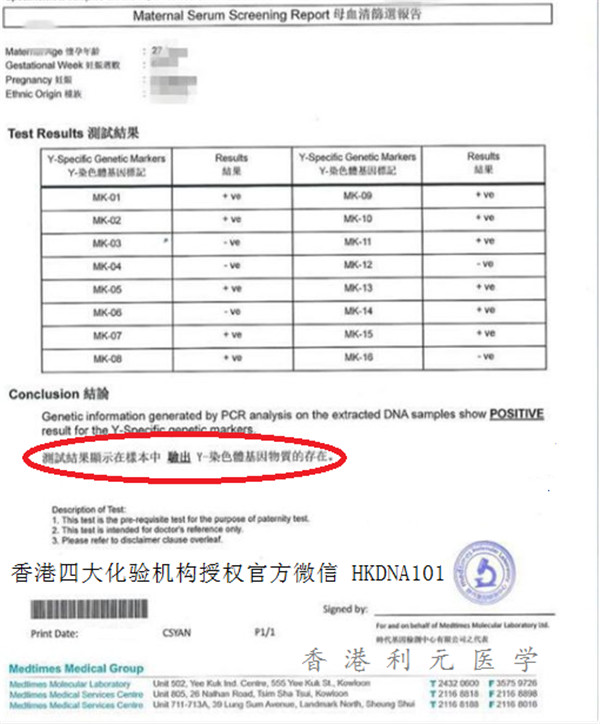 Maternal Serum Screening Report 母血清篩選報告
Maternal Age 懷孕年齡 : 27
Gestational Week 妊娠週數 :
Pregnancy 妊娠 :
Ethnic Origin 種族 :
Test Results 測試結果
Y-Specific Genetic Markers Results Y-Specific Genetic Markers Results
Y-染色體基因標記 結果 Y-染色體基因標記 結果
MK-01 + ve MK-09 + ve
MK-02 + ve MK-10 + ve
MK-03 - ve MK-11 + ve
MK-04 - ve MK-12 - ve
MK-05 + ve MK-13 + ve
MK-06 - ve MK-14 + ve
MK-07 + ve MK-15 + ve
MK-08 + ve MK-16 - ve
Conclusion 結論
Genetic information generated by PCR analysis on the extracted DNA samples show POSITIVE
result for the Y-Specific genetic markers.
測試結果顯示在樣本中 驗出 Y-染色體基因物質的存在。
Description of Test:
1. This test is the pre-requisite test for the purpose of paternity test.
2. This test is intended for doctor's reference only.
3. Please refer to disclaimer clause overleaf.
香港四大化验机构授权官方微信 HKDNA101
Signed by:
For and on behalf of Medtimes Molecular Laboratory Ltd.
時代基因檢測中心有限公司之代表
Print Date: CSYAN P1/1
香港利元医学
Medtimes Medical Group
Medtimes Molecular Laboratory Unit 502, Yee Kuk Ind. Centre, 555 Yee Kuk St., Kowloon T 2432 0600 F 3575 9726
Medtimes Medical Services Centre Unit 805, 26 Nathan Road, Tsim Sha Tsui, Kowloon T 2116 8818 F 2116 8898
Medtimes Medical Services Centre Unit 711-713A, 39 Lung Sum Avenue, Landmark North, Sheung Shui T 2116 8188 F 2116 8016